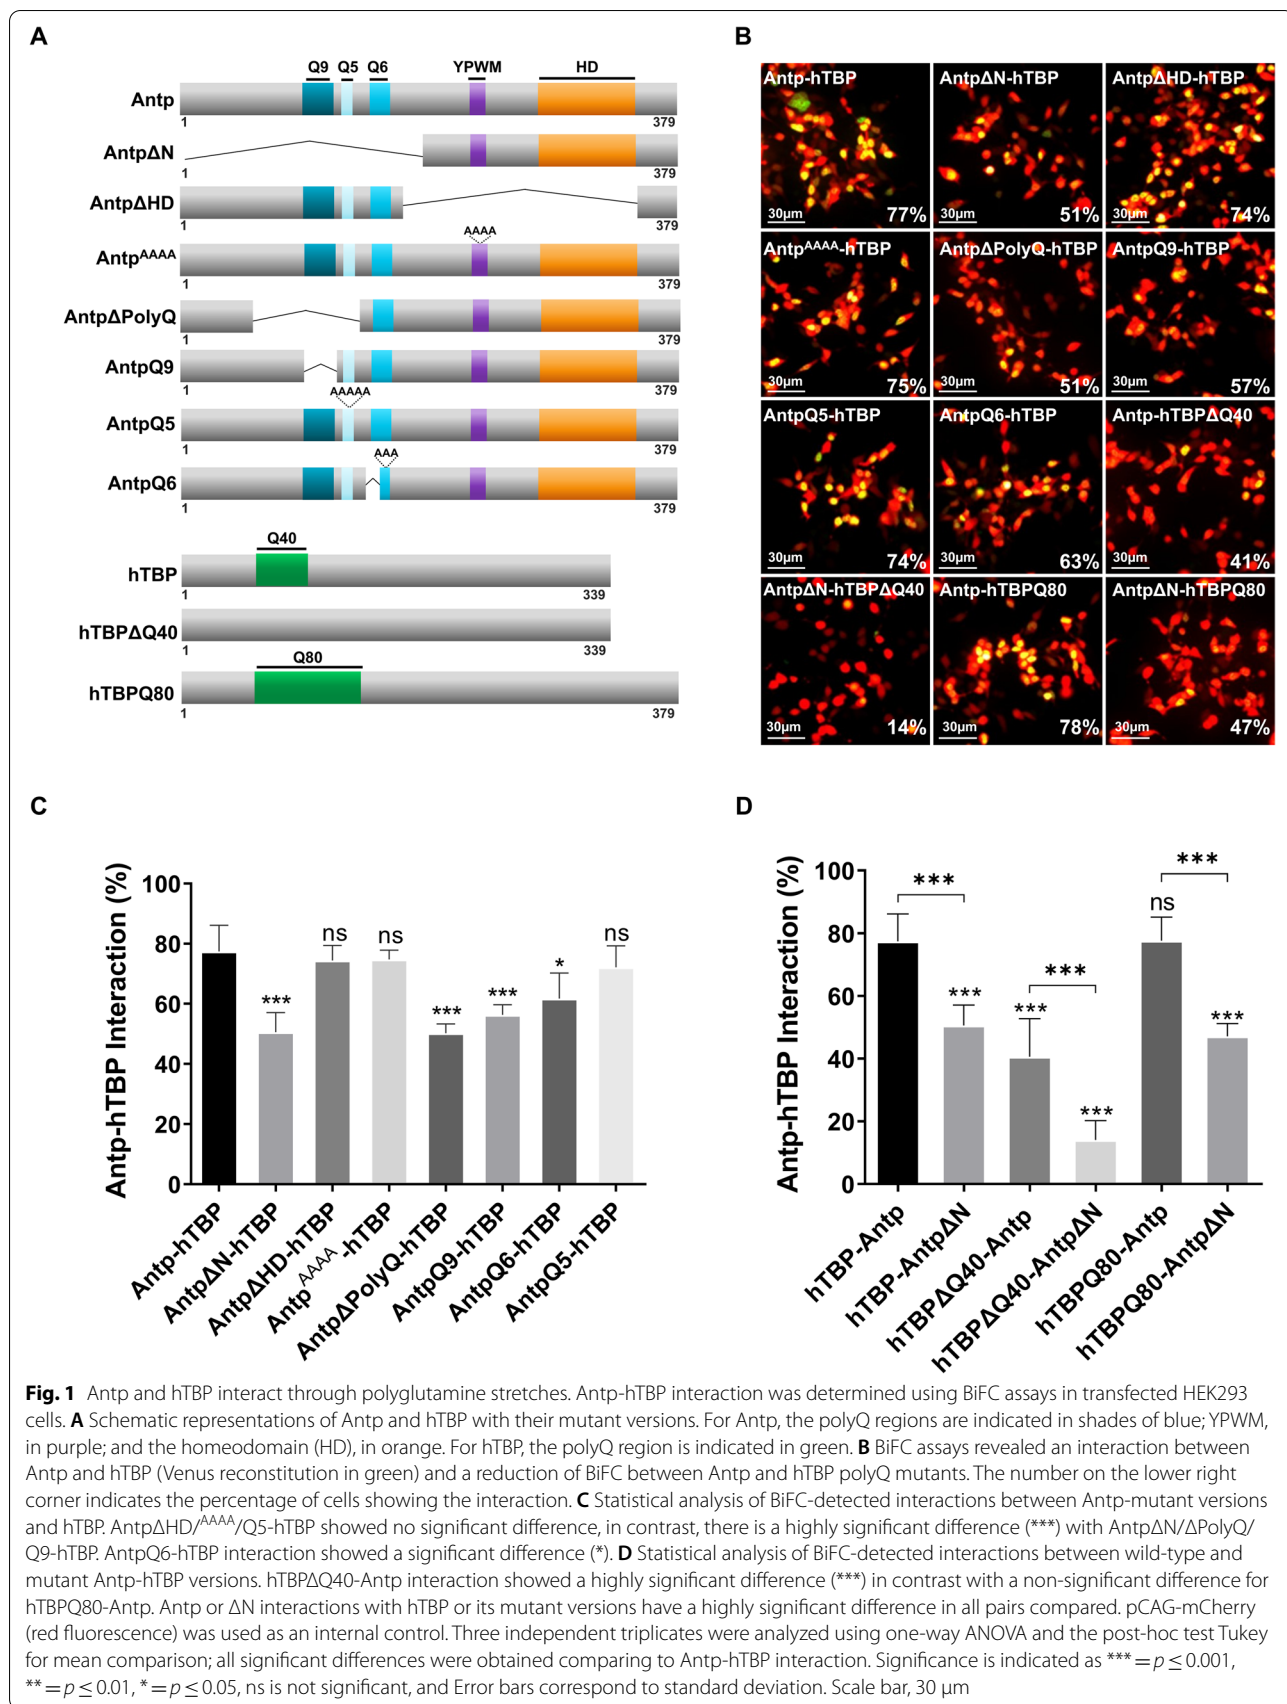 A
Q9 Q5 Q6 YPWM HD
Antp
1 379
AntpΔN
1 379
AntpΔHD
1 379
AAAA
Antp^AAAA
1 379
AntpΔPolyQ
1 379
AntpQ9
1 379
AAAAA
AntpQ5
1 379
AAA
AntpQ6
1 379
Q40
hTBP
1 339
hTBPΔQ40
1 339
Q80
hTBPQ80
1 379
B
Antp-hTBP AntpΔN-hTBP AntpΔHD-hTBP
30μm 77% 30μm 51% 30μm 74%
Antp^AAAA-hTBP AntpΔPolyQ-hTBP AntpQ9-hTBP
30μm 75% 30μm 51% 30μm 57%
AntpQ5-hTBP AntpQ6-hTBP Antp-hTBPΔQ40
30μm 74% 30μm 63% 30μm 41%
AntpΔN-hTBPΔQ40 Antp-hTBPQ80 AntpΔN-hTBPQ80
30μm 14% 30μm 78% 30μm 47%
C
Antp-hTBP Interaction (%)
100
80
60
40
20
0
*** ns ns *** *** * ns
Antp-hTBP
AntpΔN-hTBP
AntpΔHD-hTBP
Antp^AAAA-hTBP
AntpΔPolyQ-hTBP
AntpQ9-hTBP
AntpQ6-hTBP
AntpQ5-hTBP
D
Antp-hTBP Interaction (%)
100
80
60
40
20
0
*** *** ***
*** *** *** ns ***
hTBP-Antp
hTBP-AntpΔN
hTBPΔQ40-Antp
hTBPΔQ40-AntpΔN
hTBPQ80-Antp
hTBPQ80-AntpΔN
Fig. 1 Antp and hTBP interact through polyglutamine stretches. Antp-hTBP interaction was determined using BiFC assays in transfected HEK293
cells. A Schematic representations of Antp and hTBP with their mutant versions. For Antp, the polyQ regions are indicated in shades of blue; YPWM,
in purple; and the homeodomain (HD), in orange. For hTBP, the polyQ region is indicated in green. B BiFC assays revealed an interaction between
Antp and hTBP (Venus reconstitution in green) and a reduction of BiFC between Antp and hTBP polyQ mutants. The number on the lower right
corner indicates the percentage of cells showing the interaction. C Statistical analysis of BiFC-detected interactions between Antp-mutant versions
and hTBP. AntpΔHD/^AAAA/Q5-hTBP showed no significant difference, in contrast, there is a highly significant difference (***) with AntpΔN/ΔPolyQ/
Q9-hTBP. AntpQ6-hTBP interaction showed a significant difference (*). D Statistical analysis of BiFC-detected interactions between wild-type and
mutant Antp-hTBP versions. hTBPΔQ40-Antp interaction showed a highly significant difference (***) in contrast with a non-significant difference for
hTBPQ80-Antp. Antp or ΔN interactions with hTBP or its mutant versions have a highly significant difference in all pairs compared. pCAG-mCherry
(red fluorescence) was used as an internal control. Three independent triplicates were analyzed using one-way ANOVA and the post-hoc test Tukey
for mean comparison; all significant differences were obtained comparing to Antp-hTBP interaction. Significance is indicated as *** = p ≤ 0.001,
** = p ≤ 0.01, * = p ≤ 0.05, ns is not significant, and Error bars correspond to standard deviation. Scale bar, 30 μm